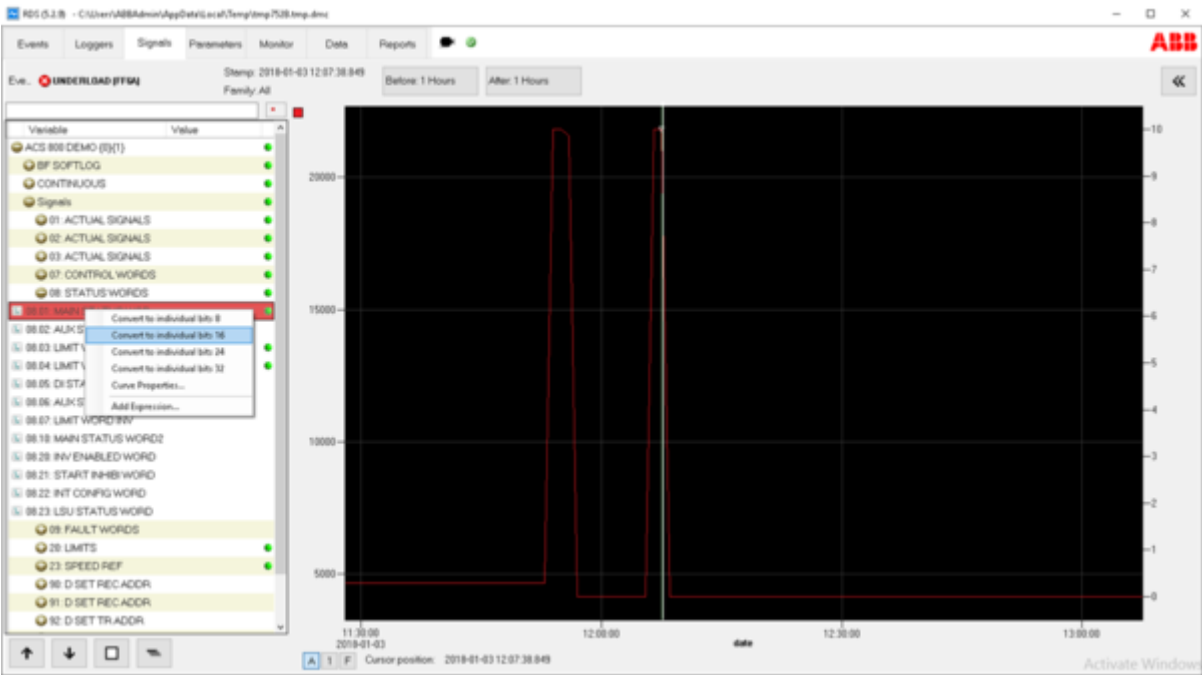 RDS (5.2.9) - C:\Users\ABBAdmin\AppData\Local\Temp\tmp7528.tmp.dmc
Events Loggers Signals Parameters Monitor Data Reports
ABB
Eve.. UNDERLOAD (FF6A)
Stamp: 2018-01-03 12:07:38.849
Family: All
Before: 1 Hours
After: 1 Hours
Variable Value
ACS 800 DEMO {0}{1}
BF SOFTLOG
CONTINUOUS
Signals
01: ACTUAL SIGNALS
02: ACTUAL SIGNALS
03: ACTUAL SIGNALS
07: CONTROL WORDS
08: STATUS WORDS
08.01: MAIN
08.02: AUX S
08.03: LIMIT
08.04: LIMIT
08.05: DI STA
08.06: AUX S
08.07: LIMIT WORD INV
08.10: MAIN STATUS WORD2
08.20: INV ENABLED WORD
08.21: START INHIBI WORD
08.22: INT CONFIG WORD
08.23: LSU STATUS WORD
09: FAULT WORDS
20: LIMITS
23: SPEED REF
90: D SET REC ADDR
91: D SET REC ADDR
92: D SET TR ADDR
Convert to individual bits 8
Convert to individual bits 16
Convert to individual bits 24
Convert to individual bits 32
Curve Properties...
Add Expression...
20000
15000
10000
5000
10
9
8
7
6
5
4
3
2
1
0
11:30:00 12:00:00 12:30:00 13:00:00
2018-01-03
date
A 1 F Cursor position: 2018-01-03 12:07:38.849
Activate Windows